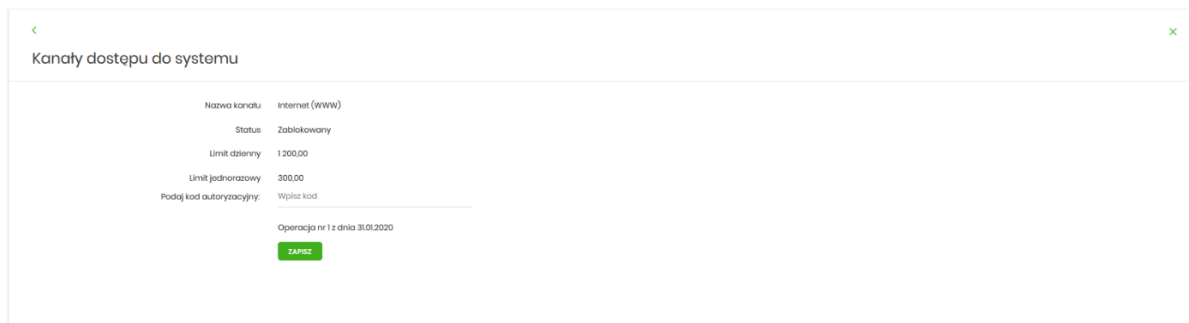 Kanały dostępu do systemu
Nazwa kanału Internet (WWW)
Status Zablokowany
Limit dzienny 1 200,00
Limit jednorazowy 300,00
Podaj kod autoryzacyjny: Wpisz kod
Operacja nr 1 z dnia 31.01.2020
ZAPISZ